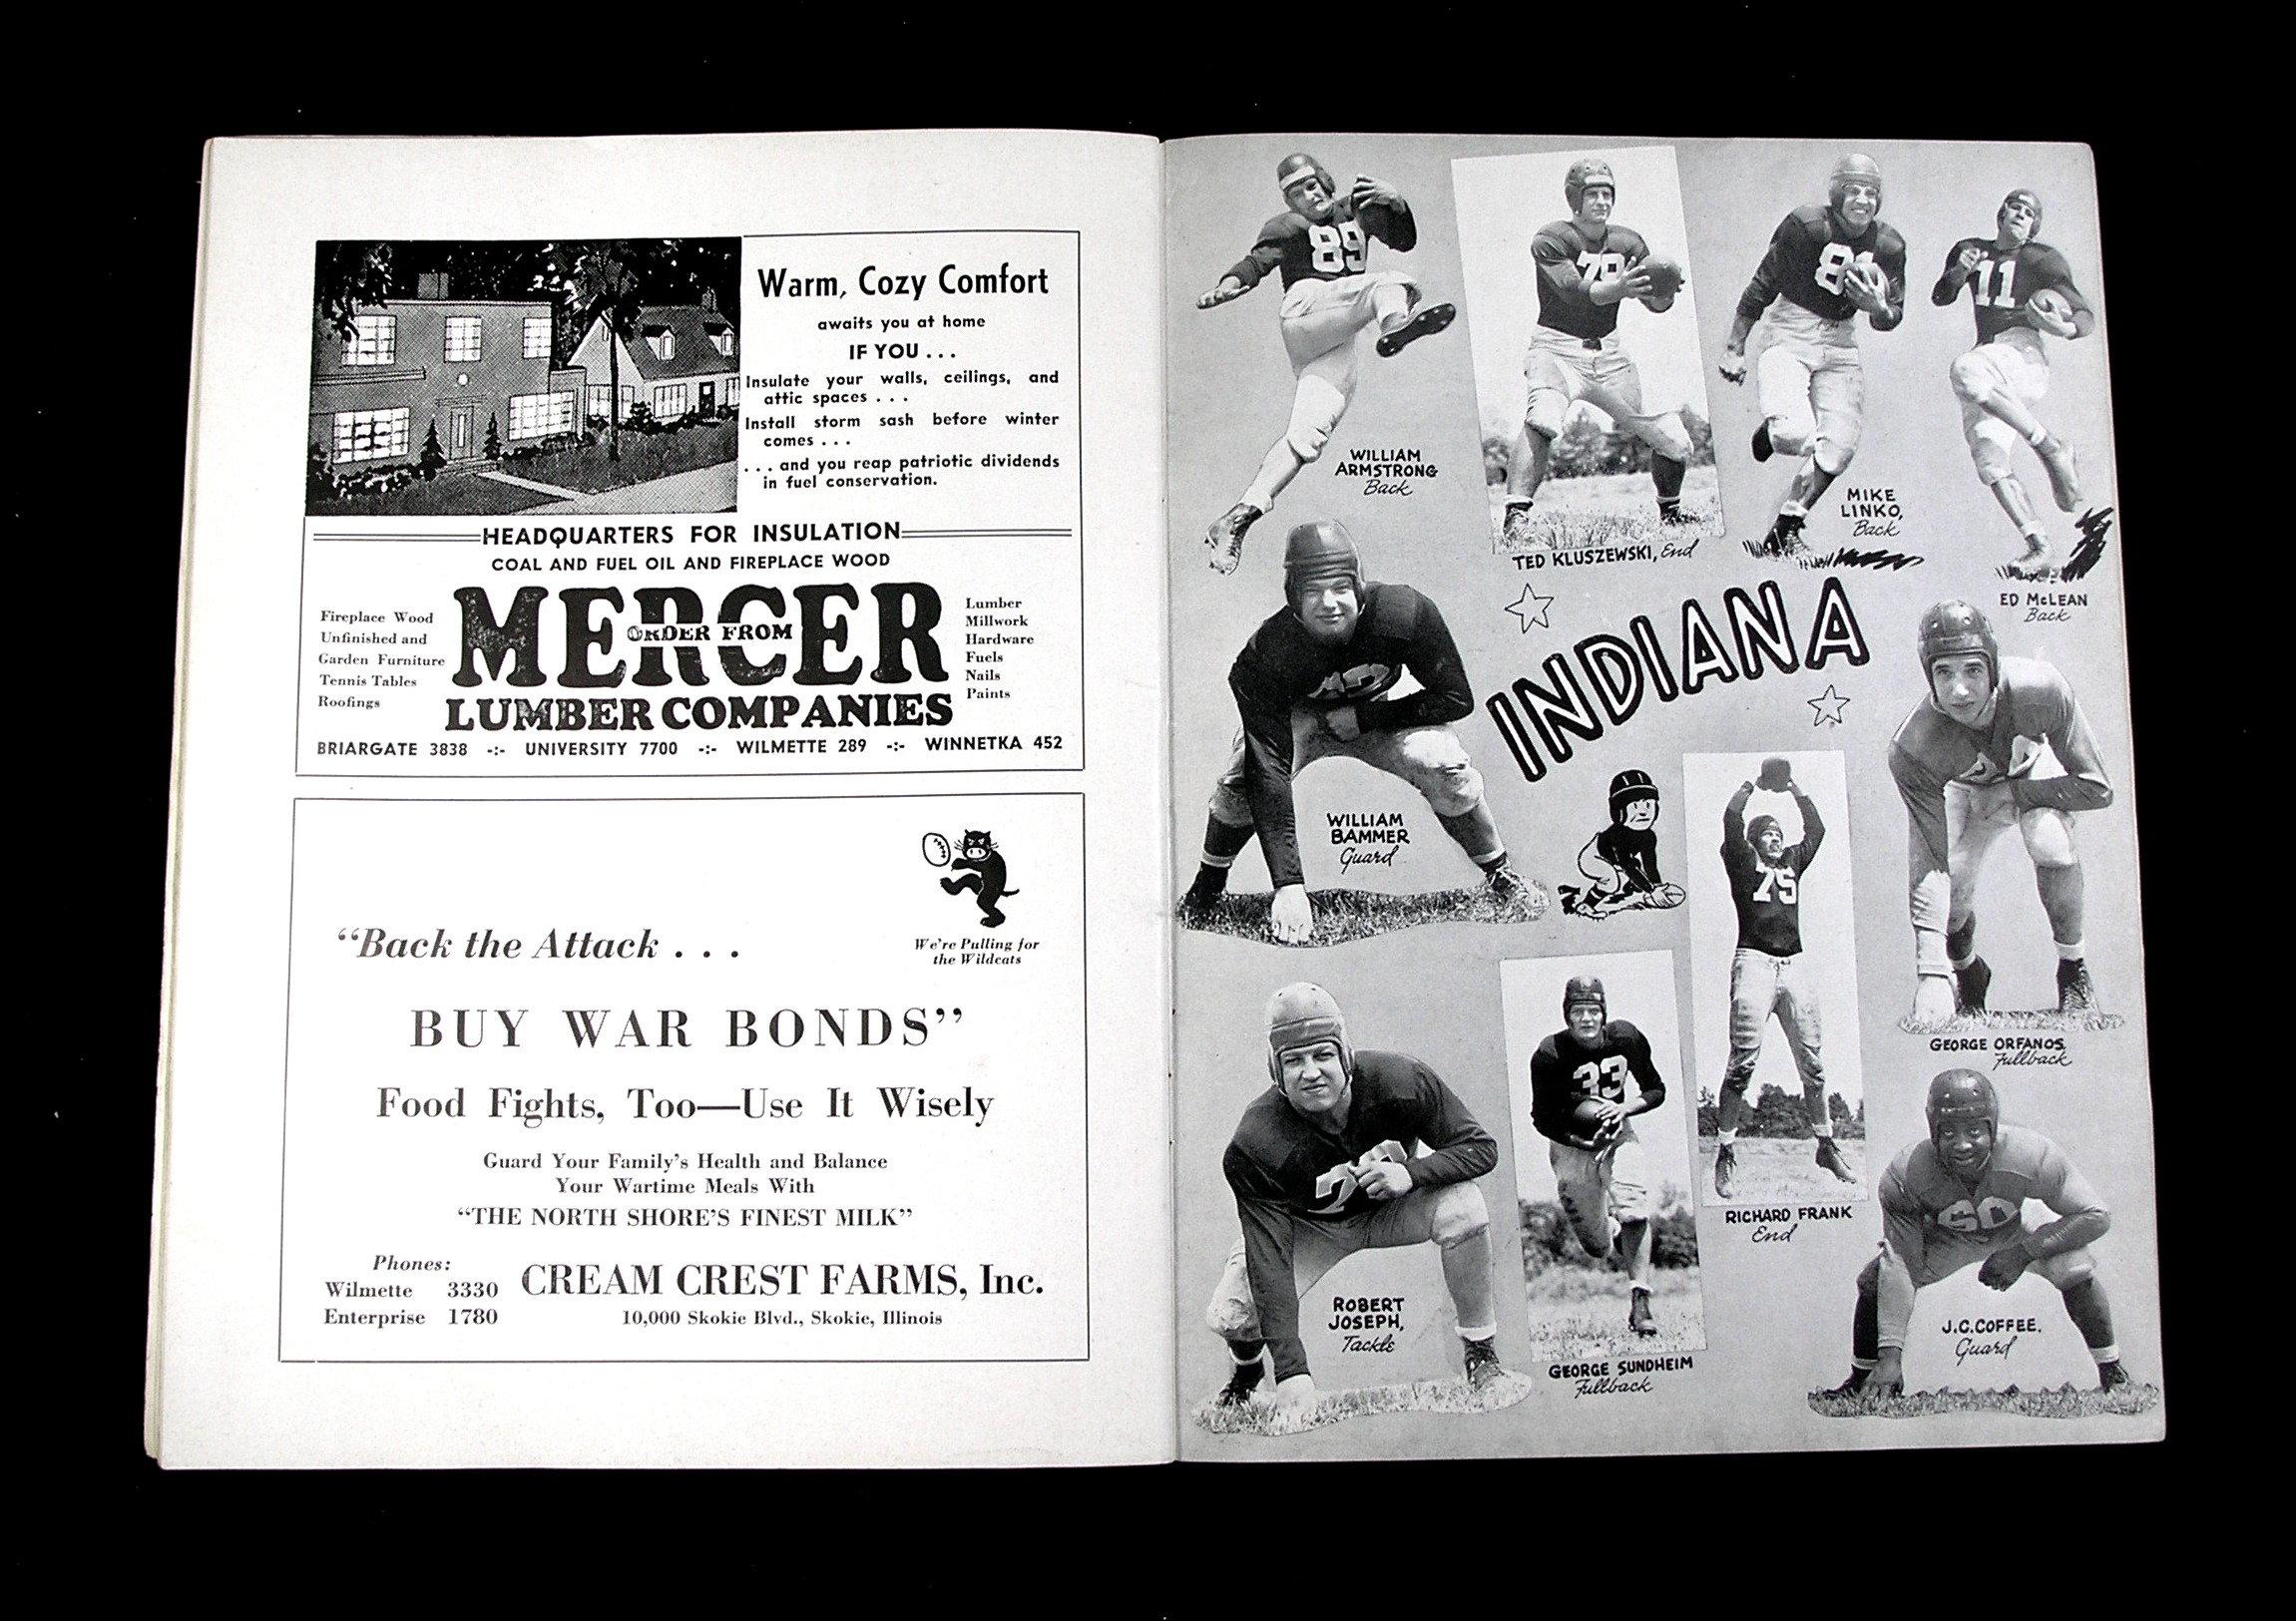 Warm, Cozy Comfort
awaits you at home
IF YOU . . .
Insulate your walls, ceilings, and
attic spaces . . .
Install storm sash before winter
comes . . .
. . . and you reap patriotic dividends
in fuel conservation.
HEADQUARTERS FOR INSULATION
COAL AND FUEL OIL AND FIREPLACE WOOD
Fireplace Wood
Unfinished and
Garden Furniture
Tennis Tables
Roofings
MERCER
ORDER FROM
LUMBER COMPANIES
Lumber
Millwork
Hardware
Fuels
Nails
Paints
BRIARGATE 3838 -:- UNIVERSITY 7700 -:- WILMETTE 289 -:- WINNETKA 452
We're Pulling for
the Wildcats
"Back the Attack . . .
BUY WAR BONDS"
Food Fights, Too—Use It Wisely
Guard Your Family's Health and Balance
Your Wartime Meals With
"THE NORTH SHORE'S FINEST MILK"
Phones:
Wilmette 3330
Enterprise 1780
CREAM CREST FARMS, Inc.
10,000 Skokie Blvd., Skokie, Illinois
89
WILLIAM
ARMSTRONG
Back
79
TED KLUSZEWSKI, End
MIKE
LINKO,
Back
11
ED McLEAN
Back
INDIANA
WILLIAM
BAMMER
Guard
75
RICHARD FRANK
End
GEORGE ORFANOS,
Fullback
ROBERT
JOSEPH,
Tackle
33
GEORGE SUNDHEIM
Fullback
60
J.C. COFFEE,
Guard